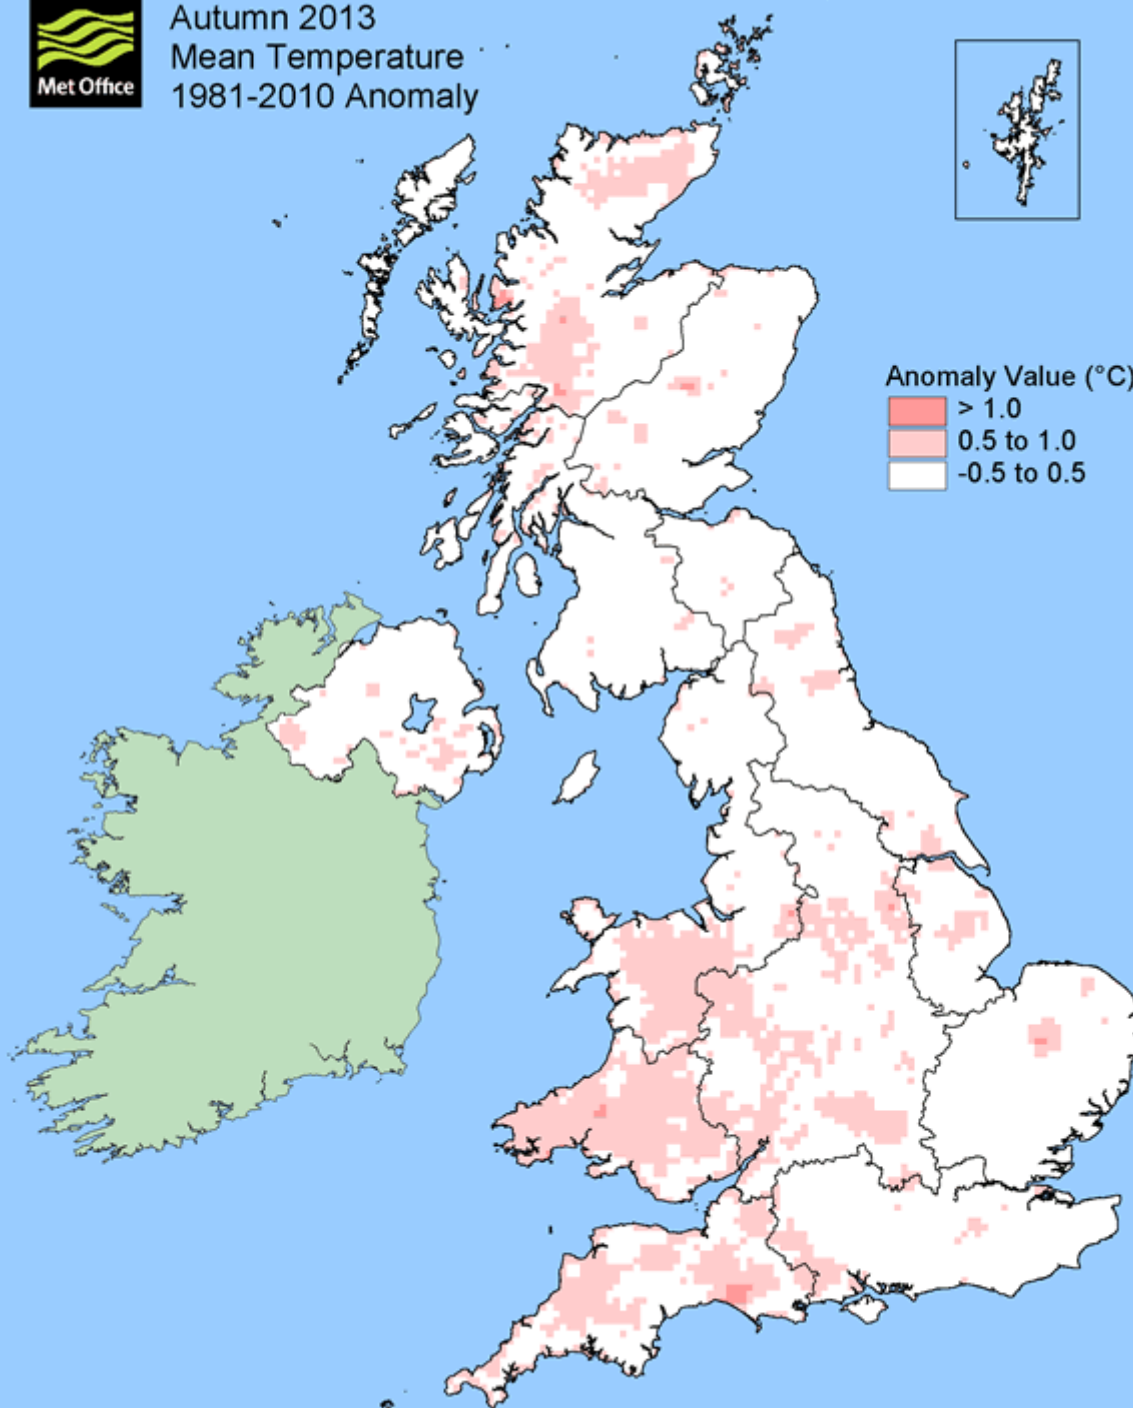 Autumn 2013
Mean Temperature
1981-2010 Anomaly
Met Office
Anomaly Value (°C)
> 1.0
0.5 to 1.0
-0.5 to 0.5